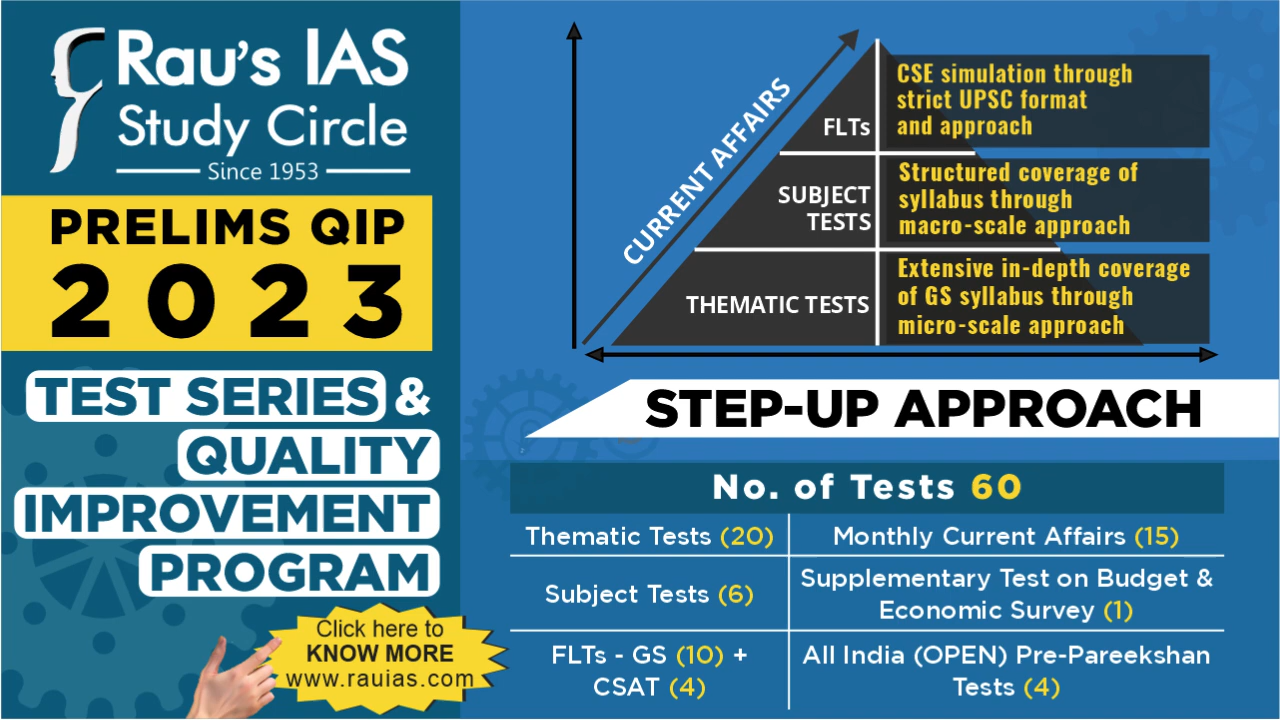 Rau's IAS
Study Circle
Since 1953
PRELIMS QIP
2023
TEST SERIES &
QUALITY
IMPROVEMENT
PROGRAM
Click here to
KNOW MORE
www.rauias.com
CURRENT AFFAIRS
FLTs
CSE simulation through
strict UPSC format
and approach
SUBJECT
TESTS
Structured coverage of
syllabus through
macro-scale approach
THEMATIC TESTS
Extensive in-depth coverage
of GS syllabus through
micro-scale approach
STEP-UP APPROACH
No. of Tests 60
Thematic Tests (20)
Monthly Current Affairs (15)
Subject Tests (6)
Supplementary Test on Budget &
Economic Survey (1)
FLTs - GS (10) +
CSAT (4)
All India (OPEN) Pre-Pareekshan
Tests (4)